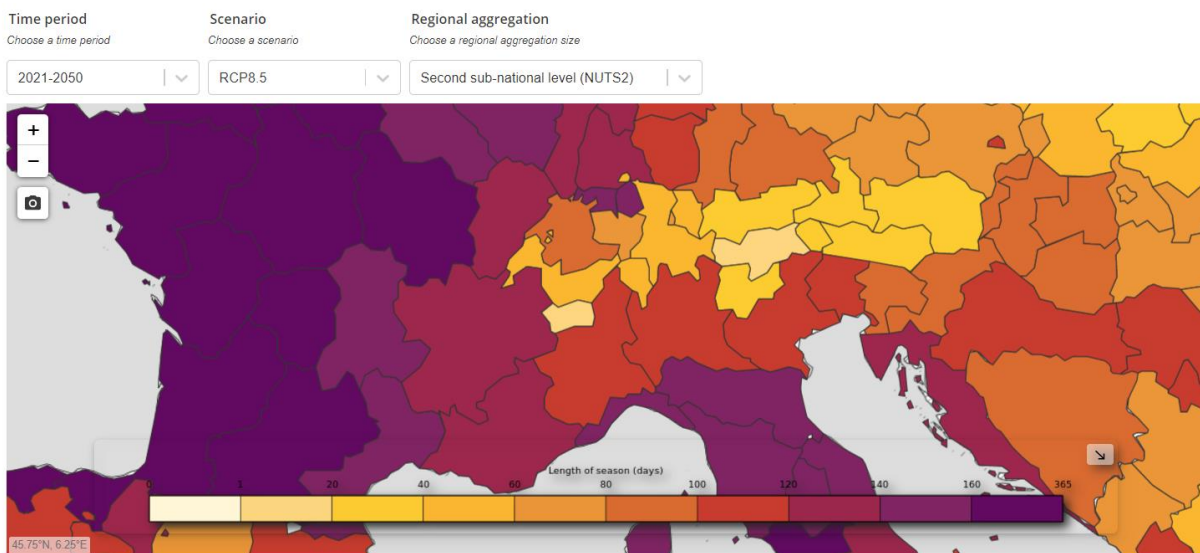 Time period
Scenario
Regional aggregation
Choose a time period
Choose a scenario
Choose a regional aggregation size
2021-2050
RCP8.5
Second sub-national level (NUTS2)
+
−
Length of season (days)
0 1 20 40 60 80 100 120 140 160 365
45.75°N, 6.25°E